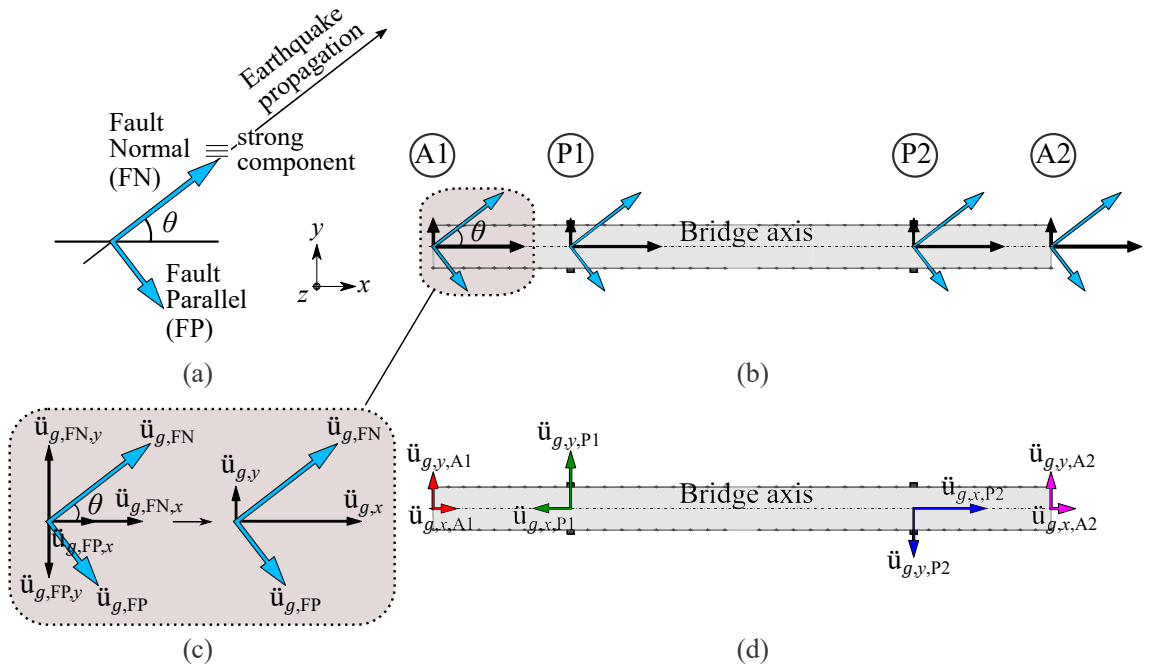 Earthquake
propagation
Fault
Normal
(FN)
strong
component
θ
Fault
Parallel
(FP)
y
z
x
(a)
A1
P1
P2
A2
θ
Bridge axis
(b)
ü_{g,FN,y}
ü_{g,FN}
θ
ü_{g,FN,x}
ü_{g,FP,x}
ü_{g,FP,y}
ü_{g,FP}
ü_{g,FN}
ü_{g,y}
ü_{g,x}
ü_{g,FP}
(c)
ü_{g,y,A1}
ü_{g,x,A1}
ü_{g,y,P1}
ü_{g,x,P1}
Bridge axis
ü_{g,x,P2}
ü_{g,y,P2}
ü_{g,y,A2}
ü_{g,x,A2}
(d)